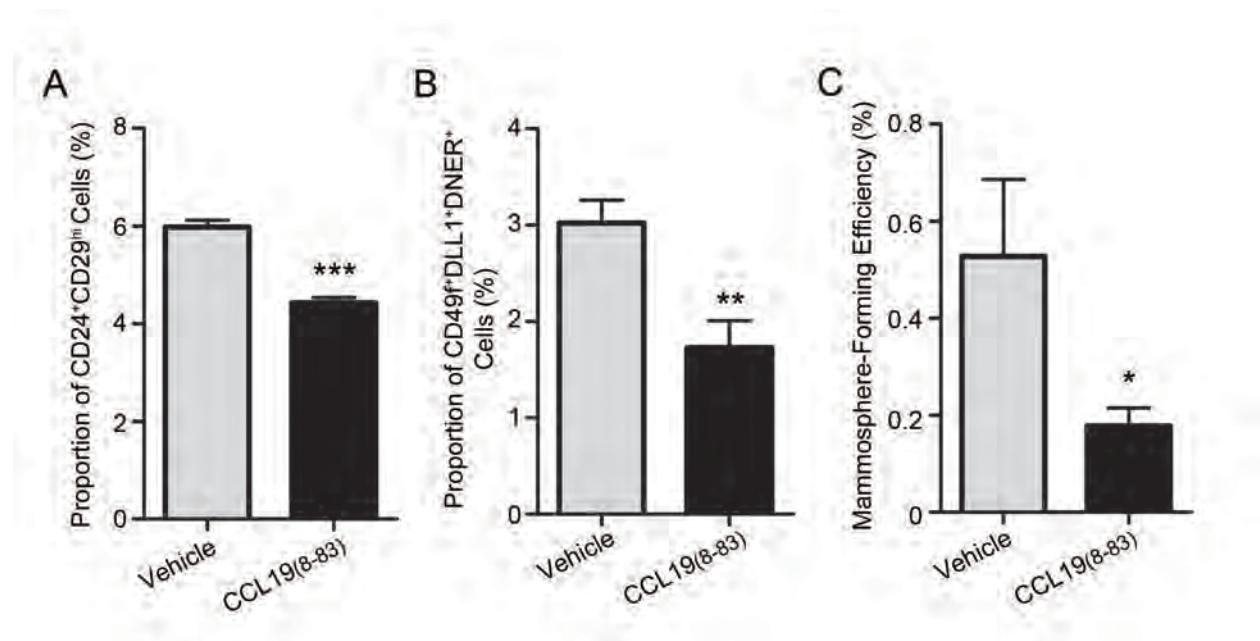 A
Proportion of CD24⁺CD29ʰⁱ Cells (%)
8
6
4
2
0
***
Vehicle
CCL19(8-83)
B
Proportion of CD49f⁺DLL1⁺DNER⁺
Cells (%)
4
3
2
1
0
**
Vehicle
CCL19(8-83)
C
Mammosphere-Forming Efficiency (%)
0.8
0.6
0.4
0.2
0
*
Vehicle
CCL19(8-83)